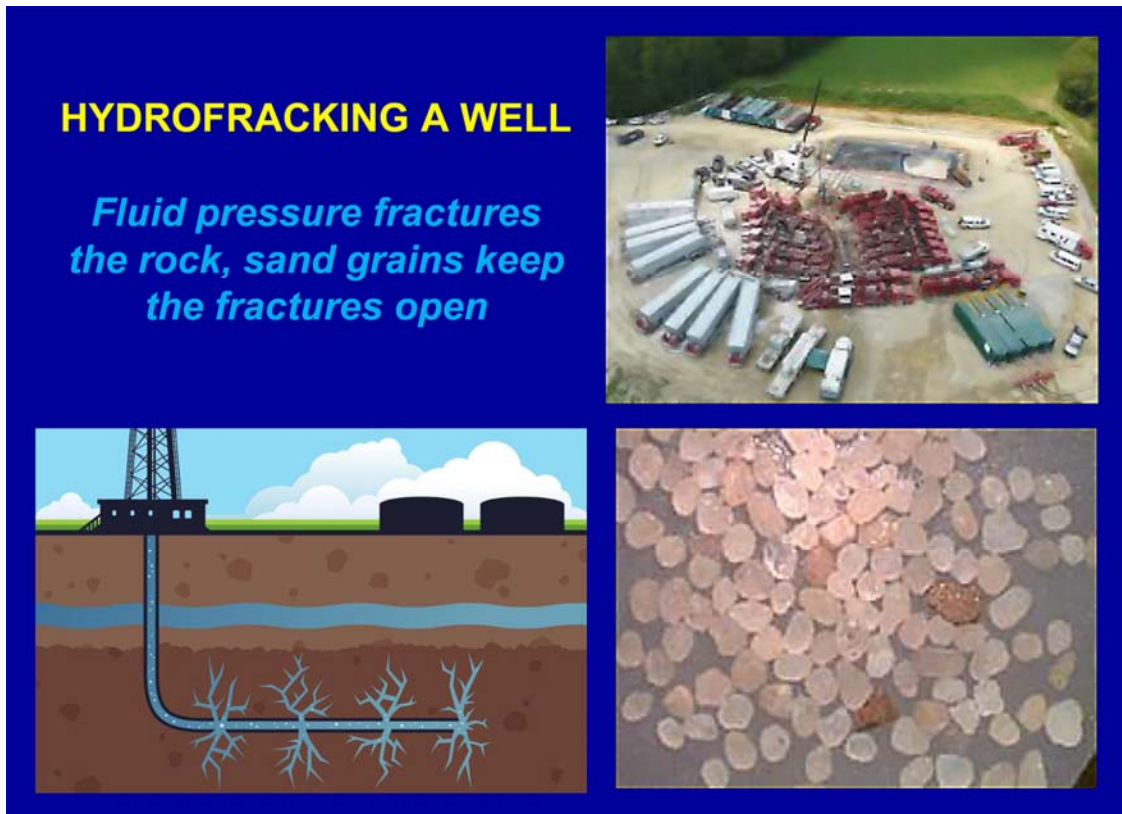 HYDROFRACKING A WELL
Fluid pressure fractures
the rock, sand grains keep
the fractures open